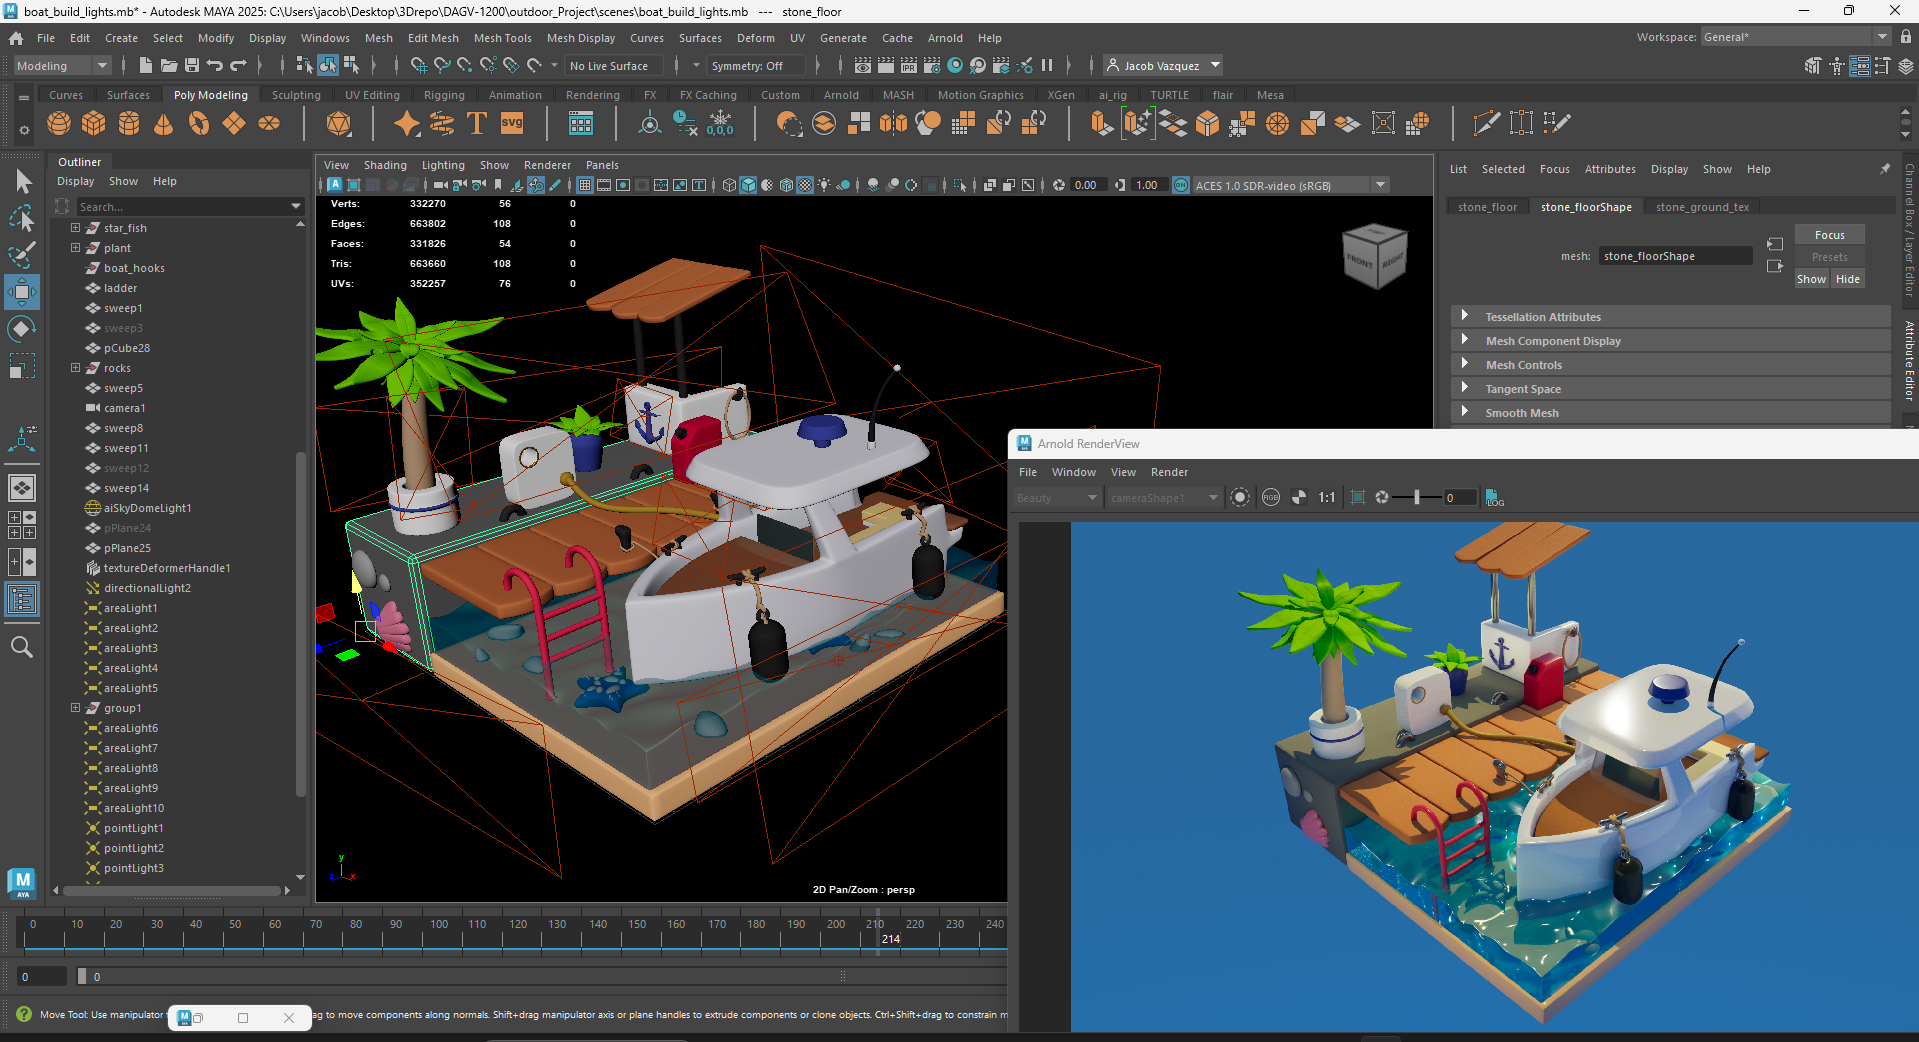 boat_build_lights.mb* - Autodesk MAYA 2025: C:\Users\jacob\Desktop\3Drepo\DAGV-1200\outdoor_Project\scenes\boat_build_lights.mb   ---   stone_floor
File Edit Create Select Modify Display Windows Mesh Edit Mesh Mesh Tools Mesh Display Curves Surfaces Deform UV Generate Cache Arnold Help
Workspace: General*
Modeling
No Live Surface
Symmetry: Off
Jacob Vazquez
Curves Surfaces Poly Modeling Sculpting UV Editing Rigging Animation Rendering FX FX Caching Custom Arnold MASH Motion Graphics XGen ai_rig TURTLE flair Mesa
T SVG 0,0,0
Outliner
Display Show Help
Search...
star_fish
plant
boat_hooks
ladder
sweep1
sweep3
pCube28
rocks
sweep5
camera1
sweep8
sweep11
sweep12
sweep14
aiSkyDomeLight1
pPlane24
pPlane25
textureDeformerHandle1
directionalLight2
areaLight1
areaLight2
areaLight3
areaLight4
areaLight5
group1
areaLight6
areaLight7
areaLight8
areaLight9
areaLight10
pointLight1
pointLight2
pointLight3
View Shading Lighting Show Renderer Panels
0.00 1.00 ACES 1.0 SDR-video (sRGB)
Verts: 332270 56 0
Edges: 663802 108 0
Faces: 331826 54 0
Tris: 663660 108 0
UVs: 352257 76 0
FRONT RIGHT
y
z x
2D Pan/Zoom : persp
List Selected Focus Attributes Display Show Help
stone_floor stone_floorShape stone_ground_tex
mesh: stone_floorShape
Focus
Presets
Show Hide
Tessellation Attributes
Mesh Component Display
Mesh Controls
Tangent Space
Smooth Mesh
Channel Box / Layer Editor
Attribute Editor
Arnold RenderView
File Window View Render
Beauty cameraShape1 RGB 1:1 0 LOG
M
AYA
0 10 20 30 40 50 60 70 80 90 100 110 120 130 140 150 160 170 180 190 200 210 220 230 240
214
0 0
Move Tool: Use manipulator
ag to move components along normals. Shift+drag manipulator axis or plane handles to extrude components or clone objects. Ctrl+Shift+drag to constrain m